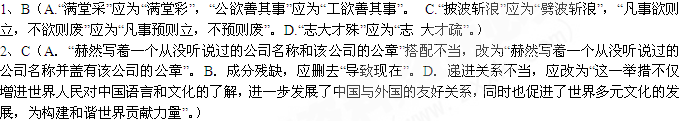 1、B（A."满堂采"应为"满堂彩"，"公欲善其事"应为"工欲善其事"。 C."披波斩浪"应为"劈波斩浪"，"凡事欲则
立，不欲则废"应为"凡事预则立，不预则废"。D."志大才殊"应为"志 大才疏"。）
2、C（A．"赫然写着一个从没听说过的公司名称和该公司的公章"搭配不当，改为"赫然写着一个从没听说过的
公司名称并盖有该公司的公章"。B．成分残缺，应删去"导致现在"。D．递进关系不当，应改为"这一举措不仅
增进世界人民对中国语言和文化的了解，进一步发展了中国与外国的友好关系，同时也促进了世界多元文化的发
展，为构建和谐世界贡献力量"。）